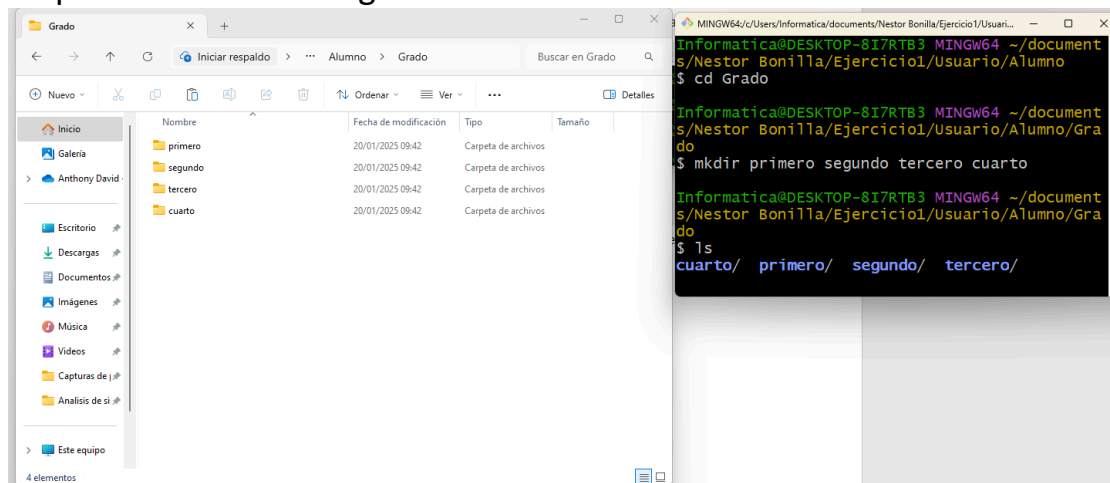 Grado
Iniciar respaldo > ··· Alumno > Grado
Buscar en Grado
Nuevo
Ordenar
Ver
Detalles
Nombre Fecha de modificación Tipo Tamaño
primero 20/01/2025 09:42 Carpeta de archivos
segundo 20/01/2025 09:42 Carpeta de archivos
tercero 20/01/2025 09:42 Carpeta de archivos
cuarto 20/01/2025 09:42 Carpeta de archivos
Inicio
Galería
Anthony David
Escritorio
Descargas
Documentos
Imágenes
Música
Videos
Capturas de
Analisis de si
Este equipo
4 elementos
MINGW64:/c/Users/Informatica/documents/Nestor Bonilla/Ejercicio1/Usuari...
Informatica@DESKTOP-8I7RTB3 MINGW64 ~/document
s/Nestor Bonilla/Ejercicio1/Usuario/Alumno
$ cd Grado
Informatica@DESKTOP-8I7RTB3 MINGW64 ~/document
s/Nestor Bonilla/Ejercicio1/Usuario/Alumno/Gra
do
$ mkdir primero segundo tercero cuarto
Informatica@DESKTOP-8I7RTB3 MINGW64 ~/document
s/Nestor Bonilla/Ejercicio1/Usuario/Alumno/Gra
do
$ ls
cuarto/ primero/ segundo/ tercero/